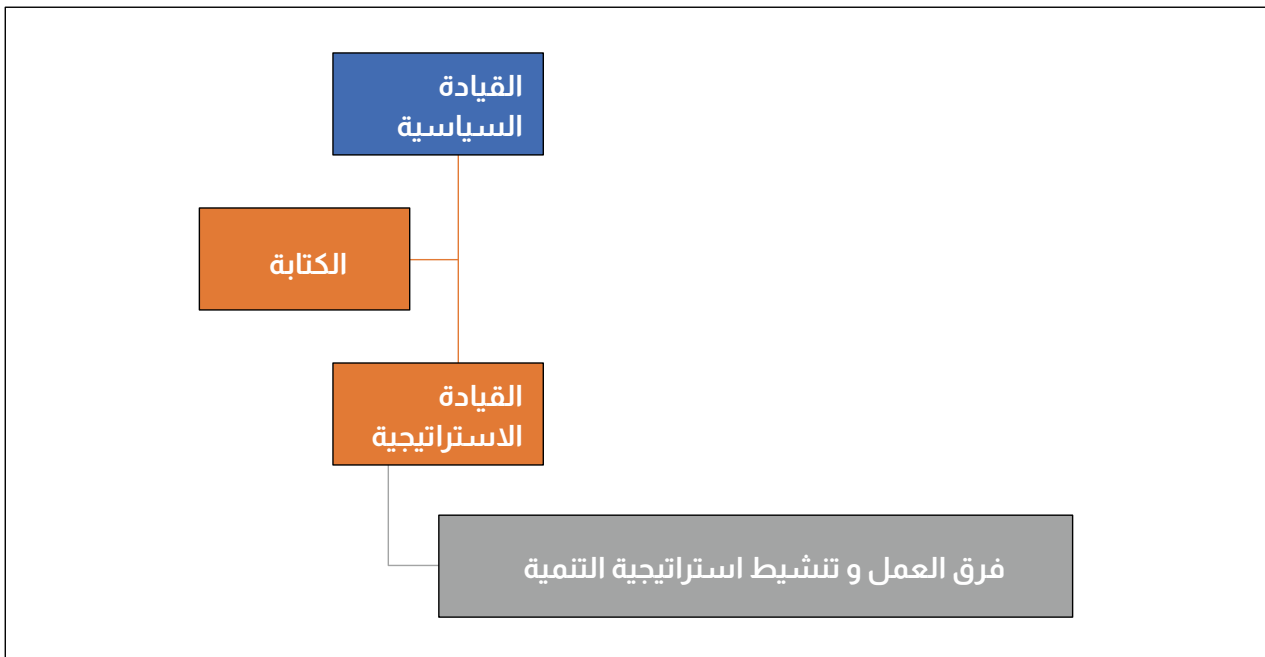 القيادة
السياسية
الكتابة
القيادة
الاستراتيجية
فرق العمل و تنشيط استراتيجية التنمية